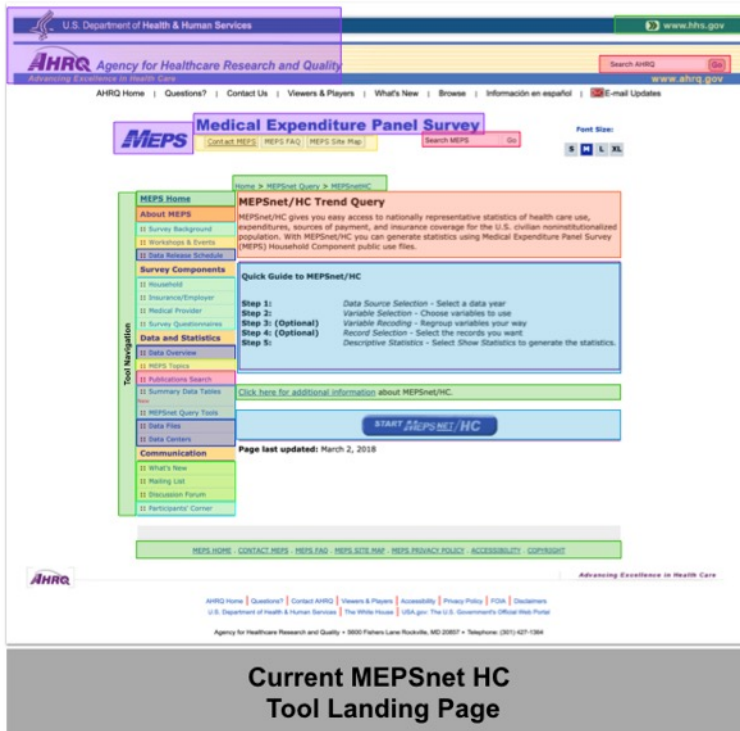 U.S. Department of Health & Human Services
www.hhs.gov
AHRQ Agency for Healthcare Research and Quality
Search AHRQ Go
Advancing Excellence in Health Care
www.ahrq.gov
AHRQ Home | Questions? | Contact Us | Viewers & Players | What's New | Browse | Información en español | E-mail Updates
MEPS Medical Expenditure Panel Survey
Contact MEPS MEPS FAQ MEPS Site Map
Search MEPS Go
Font Size:
S M L XL
Home > MEPSnet Query > MEPSnetHC
Tool Navigation
MEPS Home
About MEPS
:: Survey Background
:: Workshops & Events
:: Data Release Schedule
Survey Components
:: Household
:: Insurance/Employer
:: Medical Provider
:: Survey Questionnaires
Data and Statistics
:: Data Overview
:: MEPS Topics
:: Publications Search
:: Summary Data Tables
New
:: MEPSnet Query Tools
:: Data Files
:: Data Centers
Communication
:: What's New
:: Mailing List
:: Discussion Forum
:: Participants' Corner
MEPSnet/HC Trend Query
MEPSnet/HC gives you easy access to nationally representative statistics of health care use,
expenditures, sources of payment, and insurance coverage for the U.S. civilian noninstitutionalized
population. With MEPSnet/HC you can generate statistics using Medical Expenditure Panel Survey
(MEPS) Household Component public use files.
Quick Guide to MEPSnet/HC
Step 1: Data Source Selection - Select a data year
Step 2: Variable Selection - Choose variables to use
Step 3: (Optional) Variable Recoding - Regroup variables your way
Step 4: (Optional) Record Selection - Select the records you want
Step 5: Descriptive Statistics - Select Show Statistics to generate the statistics.
Click here for additional information about MEPSnet/HC.
START MEPSNET/HC
Page last updated: March 2, 2018
MEPS HOME . CONTACT MEPS . MEPS FAQ . MEPS SITE MAP . MEPS PRIVACY POLICY . ACCESSIBILITY . COPYRIGHT
AHRQ
Advancing Excellence in Health Care
AHRQ Home | Questions? | Contact AHRQ | Viewers & Players | Accessibility | Privacy Policy | FOIA | Disclaimers
U.S. Department of Health & Human Services | The White House | USA.gov: The U.S. Government's Official Web Portal
Agency for Healthcare Research and Quality • 5600 Fishers Lane Rockville, MD 20857 • Telephone: (301) 427-1364
Current MEPSnet HC
Tool Landing Page